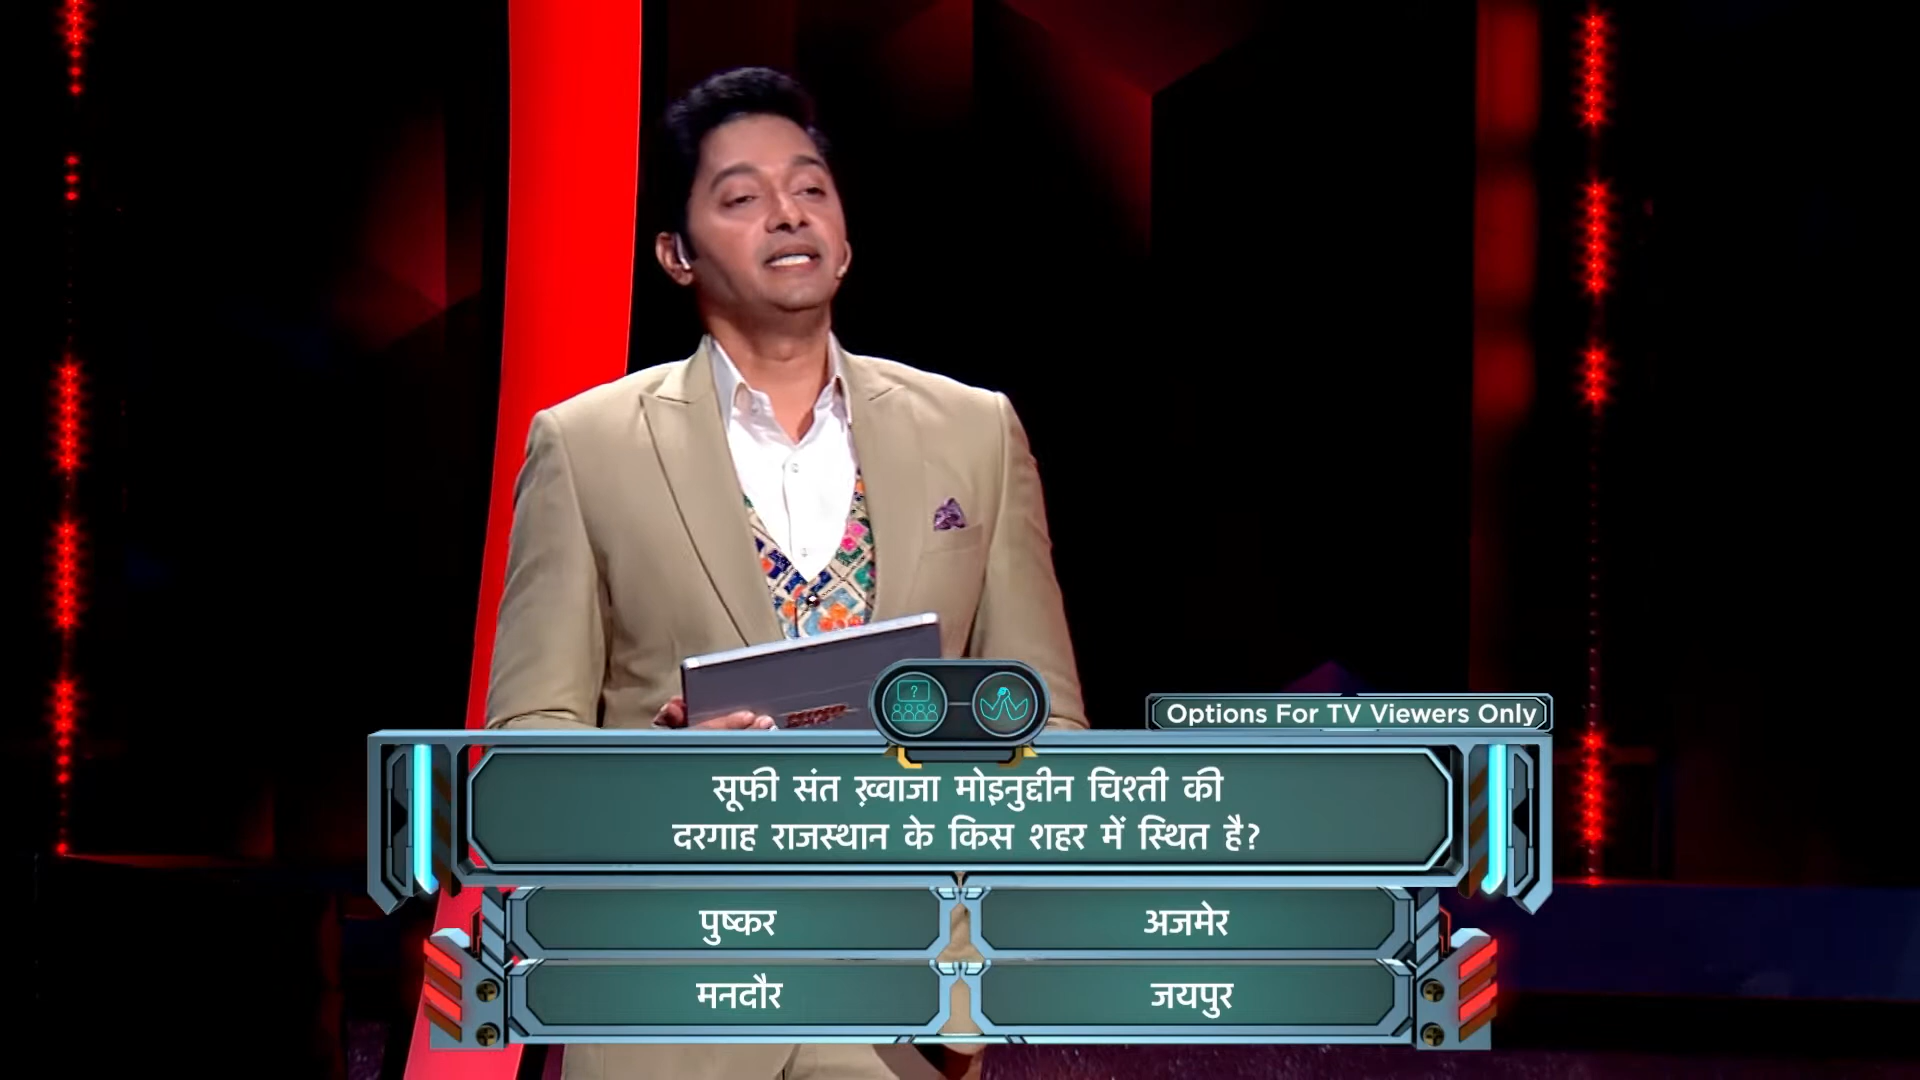 ?
Options For TV Viewers Only
सूफी संत ख़्वाजा मोइनुद्दीन चिश्ती की
दरगाह राजस्थान के किस शहर में स्थित है?
पुष्कर
अजमेर
मनदौर
जयपुर